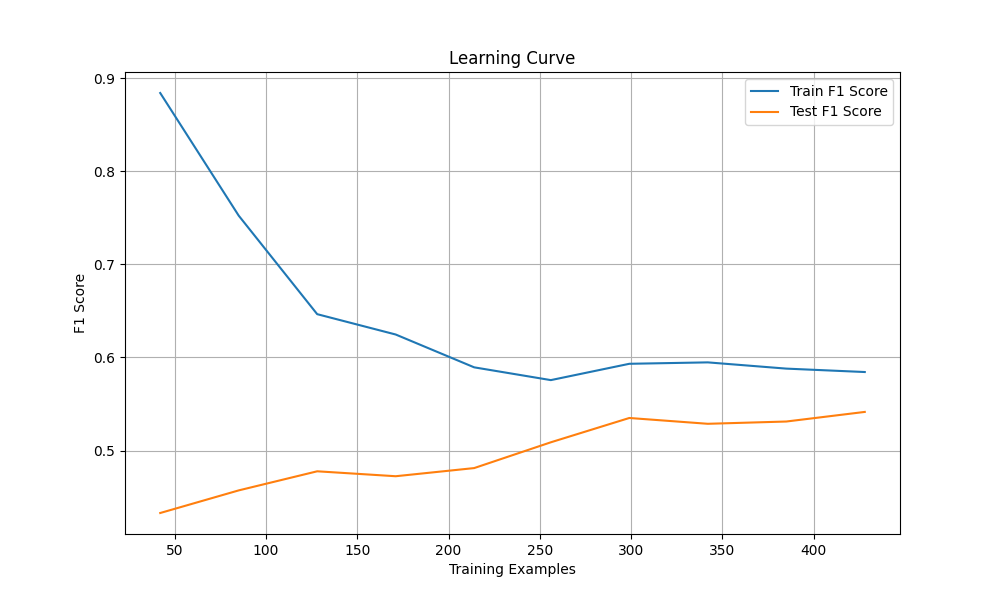 Learning Curve
Train F1 Score
Test F1 Score
F1 Score
0.9
0.8
0.7
0.6
0.5
50 100 150 200 250 300 350 400
Training Examples